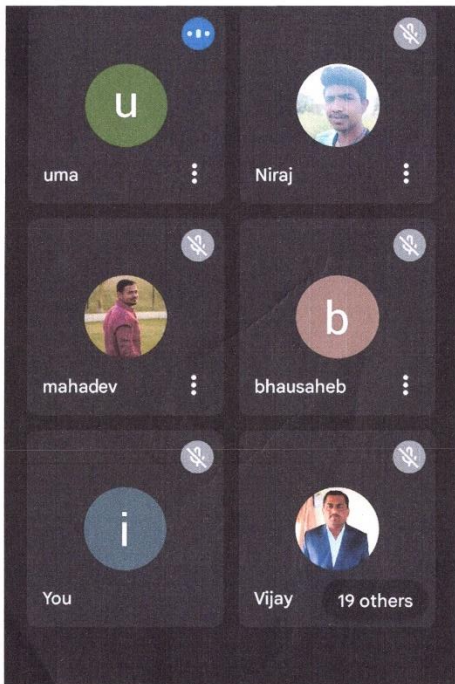 u
uma
Niraj
mahadev
b
bhausaheb
i
You
Vijay
19 others